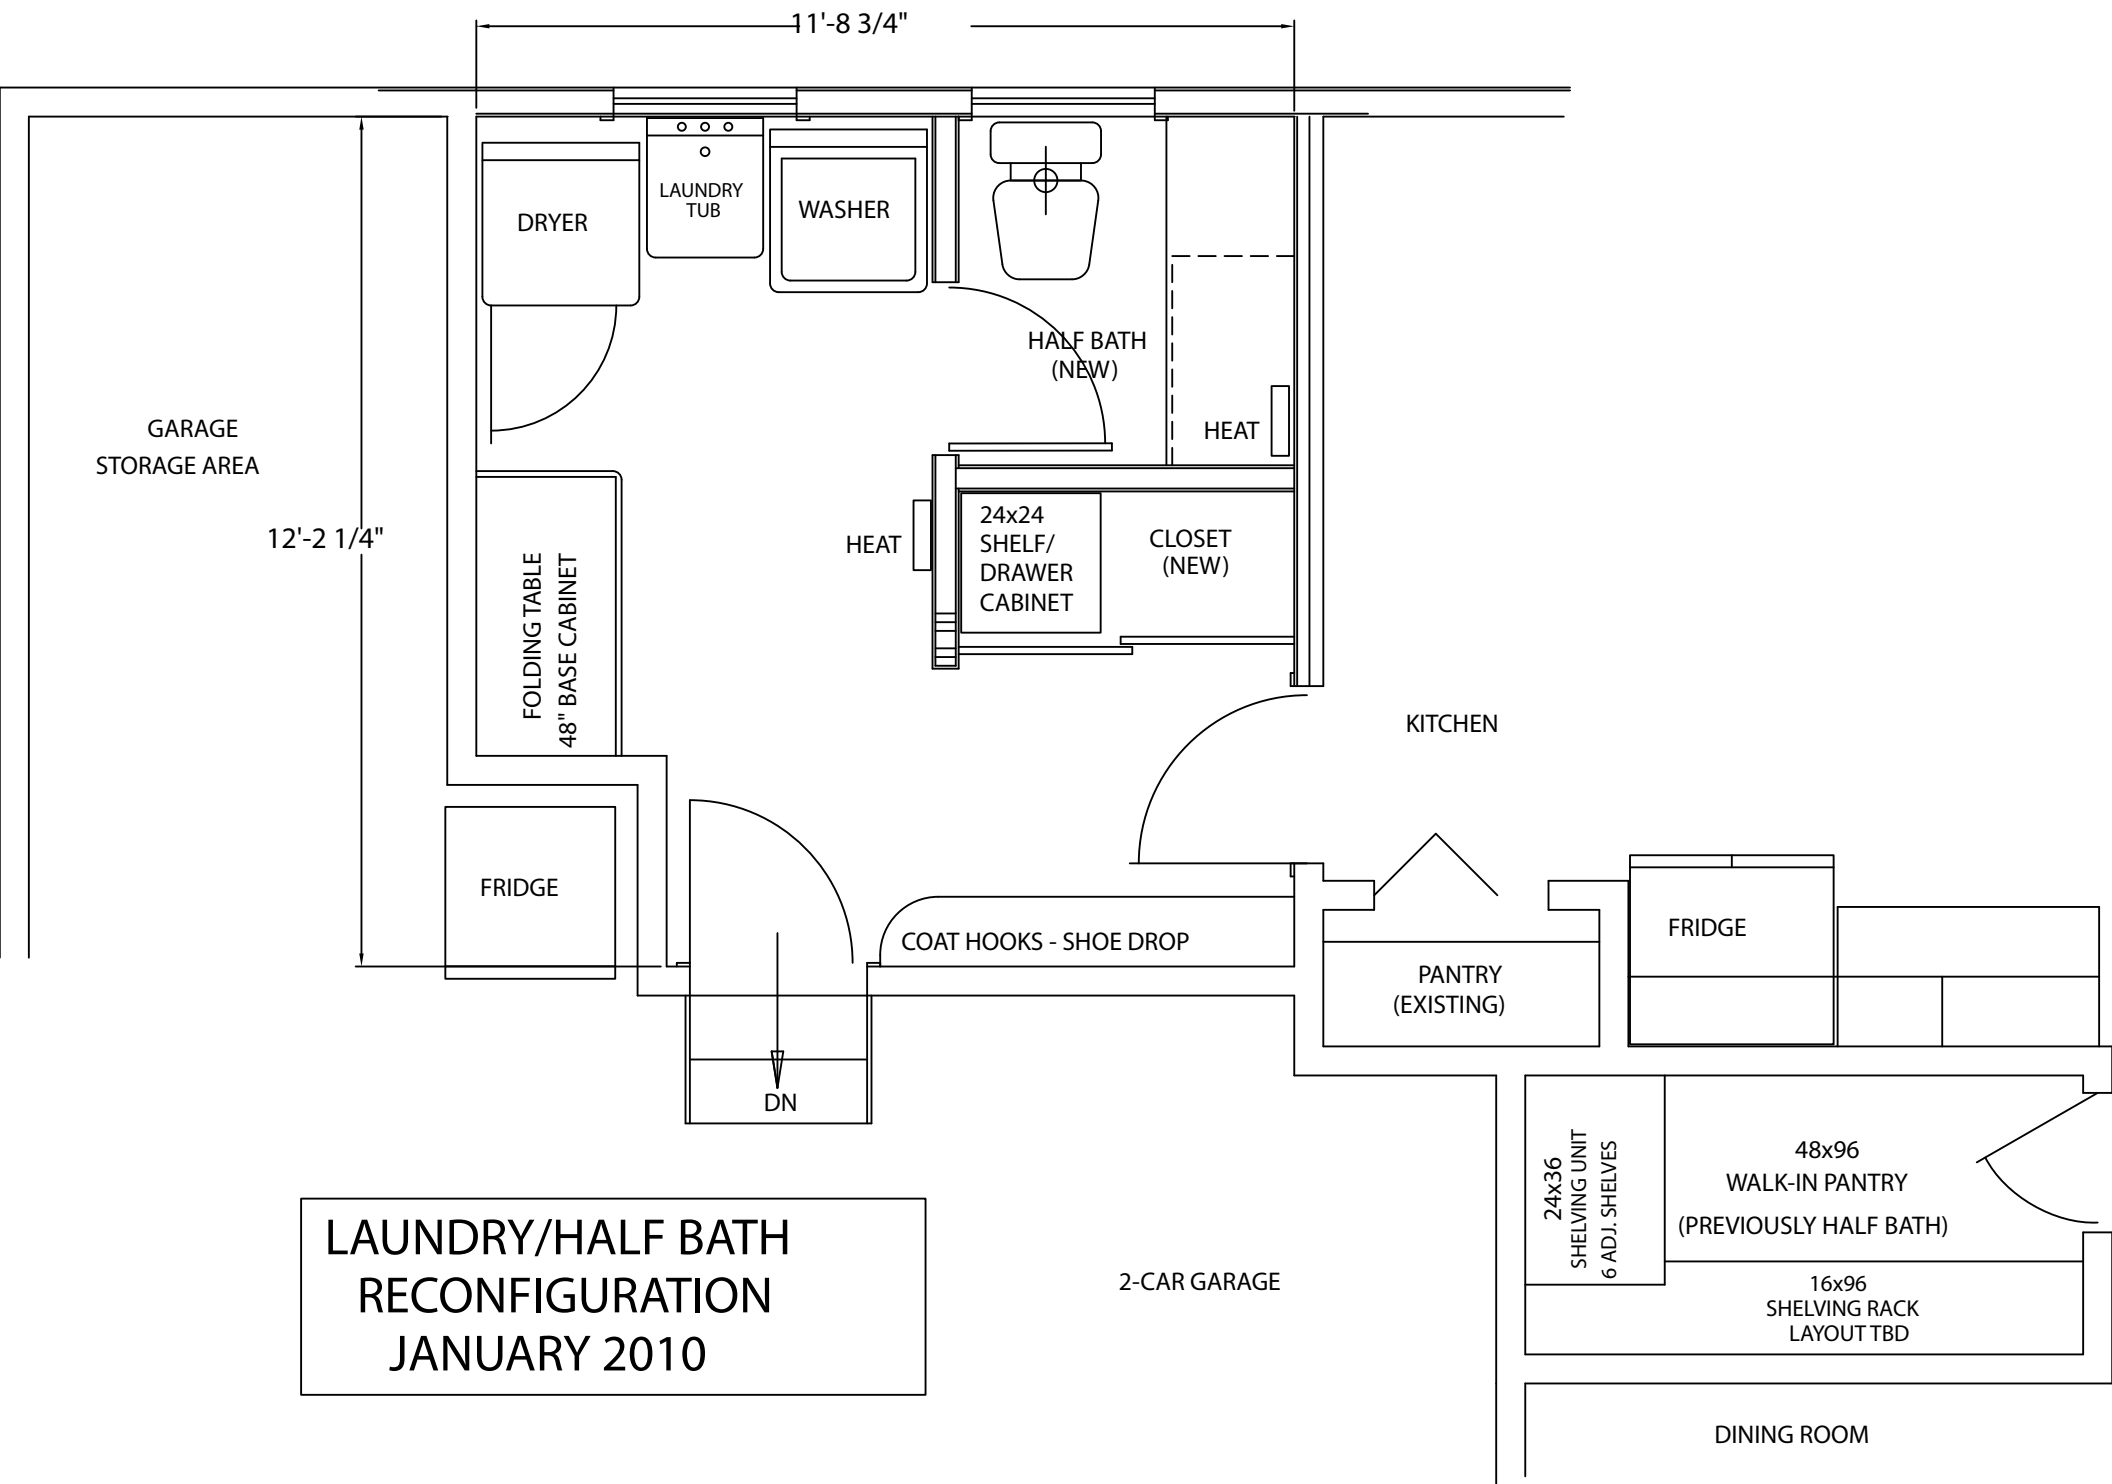 11'-8 3/4"
DRYER
LAUNDRY
TUB
WASHER
HALF BATH
(NEW)
HEAT
GARAGE
STORAGE AREA
12'-2 1/4"
FOLDING TABLE
48" BASE CABINET
HEAT
24x24
SHELF/
DRAWER
CABINET
CLOSET
(NEW)
KITCHEN
FRIDGE
COAT HOOKS - SHOE DROP
PANTRY
(EXISTING)
FRIDGE
DN
24x36
SHELVING UNIT
6 ADJ. SHELVES
48x96
WALK-IN PANTRY
(PREVIOUSLY HALF BATH)
16x96
SHELVING RACK
LAYOUT TBD
LAUNDRY/HALF BATH
RECONFIGURATION
JANUARY 2010
2-CAR GARAGE
DINING ROOM